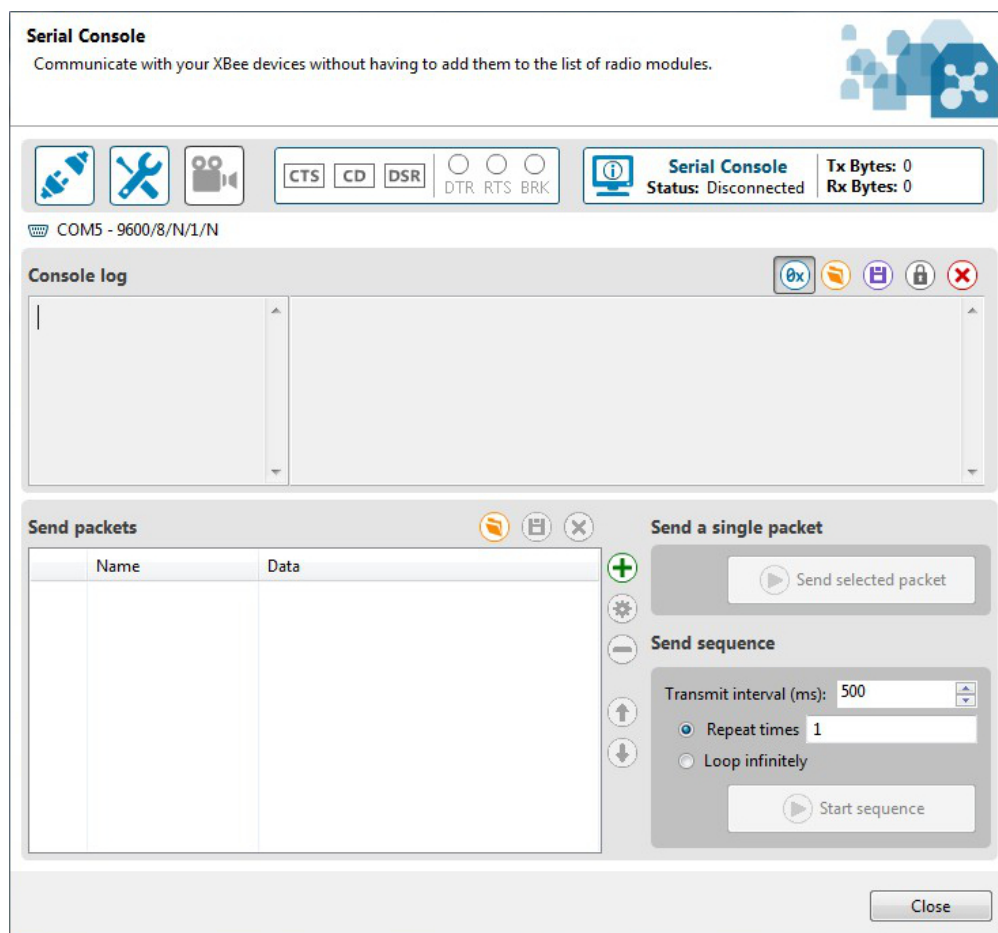 Serial Console
Communicate with your XBee devices without having to add them to the list of radio modules.
CTS CD DSR DTR RTS BRK
Serial Console
Status: Disconnected
Tx Bytes: 0
Rx Bytes: 0
COM5 - 9600/8/N/1/N
Console log
0x
Send packets
Name Data
Send a single packet
Send selected packet
Send sequence
Transmit interval (ms): 500
Repeat times 1
Loop infinitely
Start sequence
Close